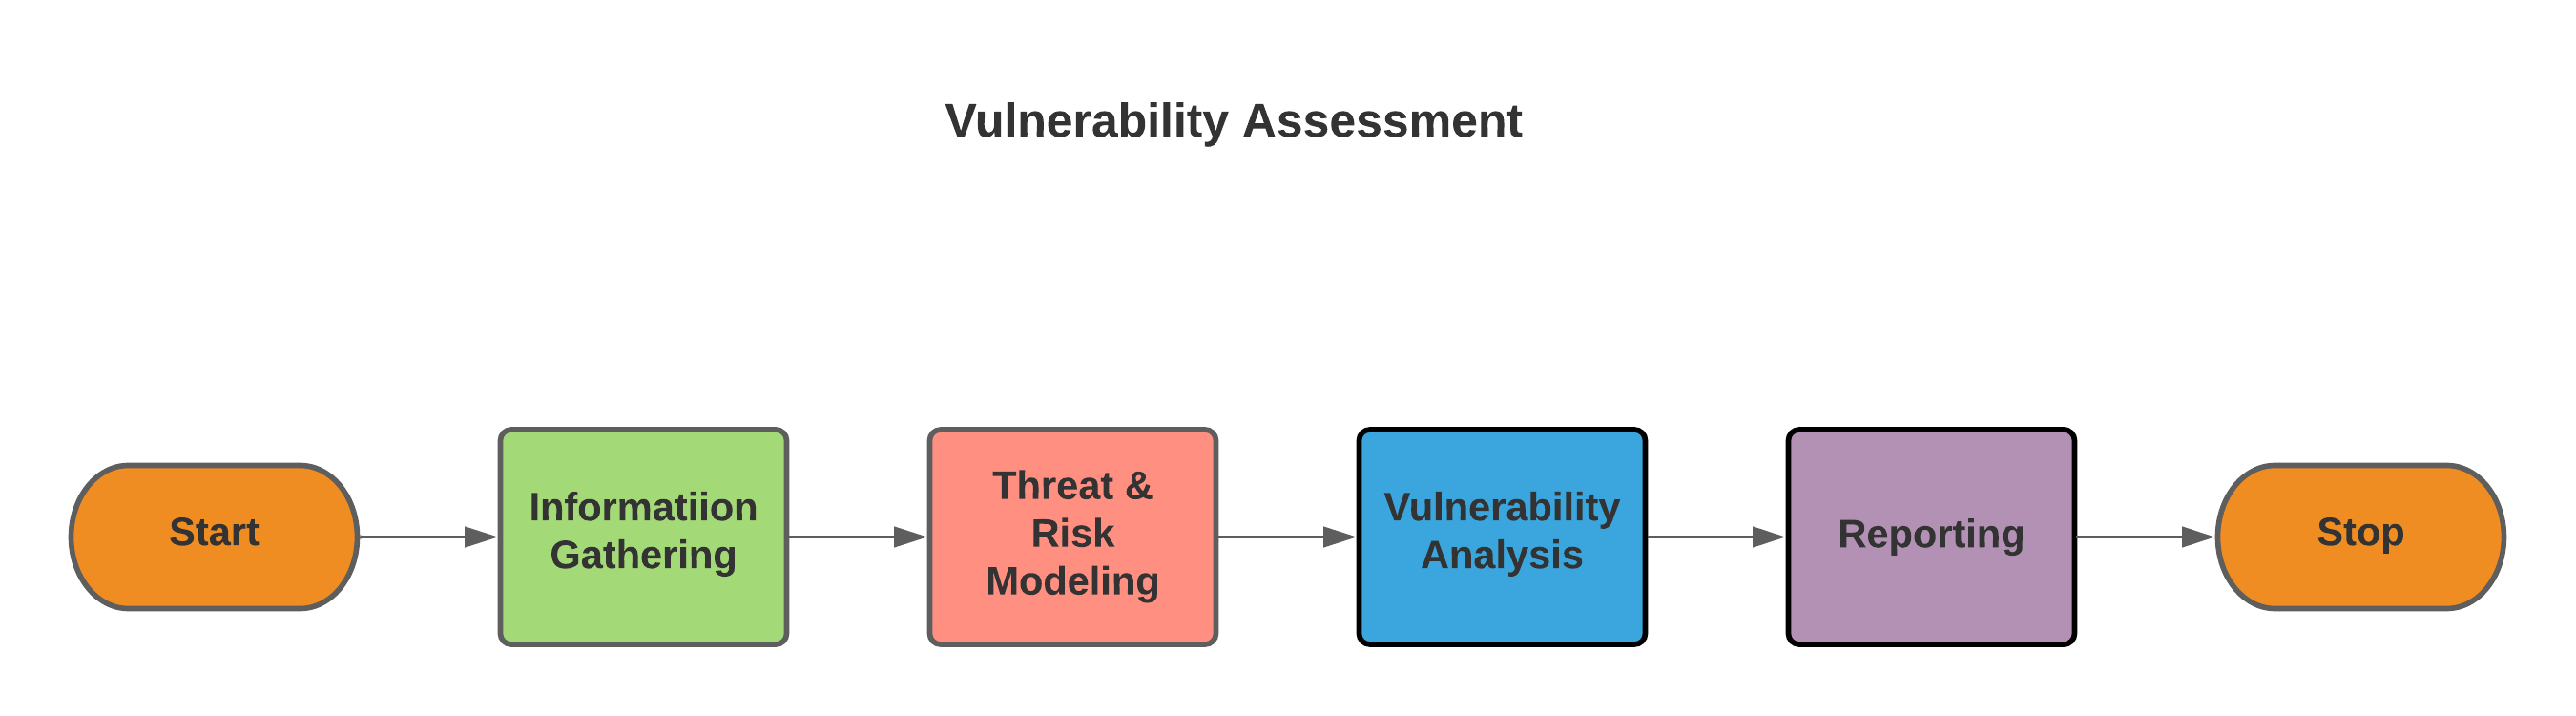 Vulnerability Assessment
Start
Informatiion
Gathering
Threat &
Risk
Modeling
Vulnerability
Analysis
Reporting
Stop